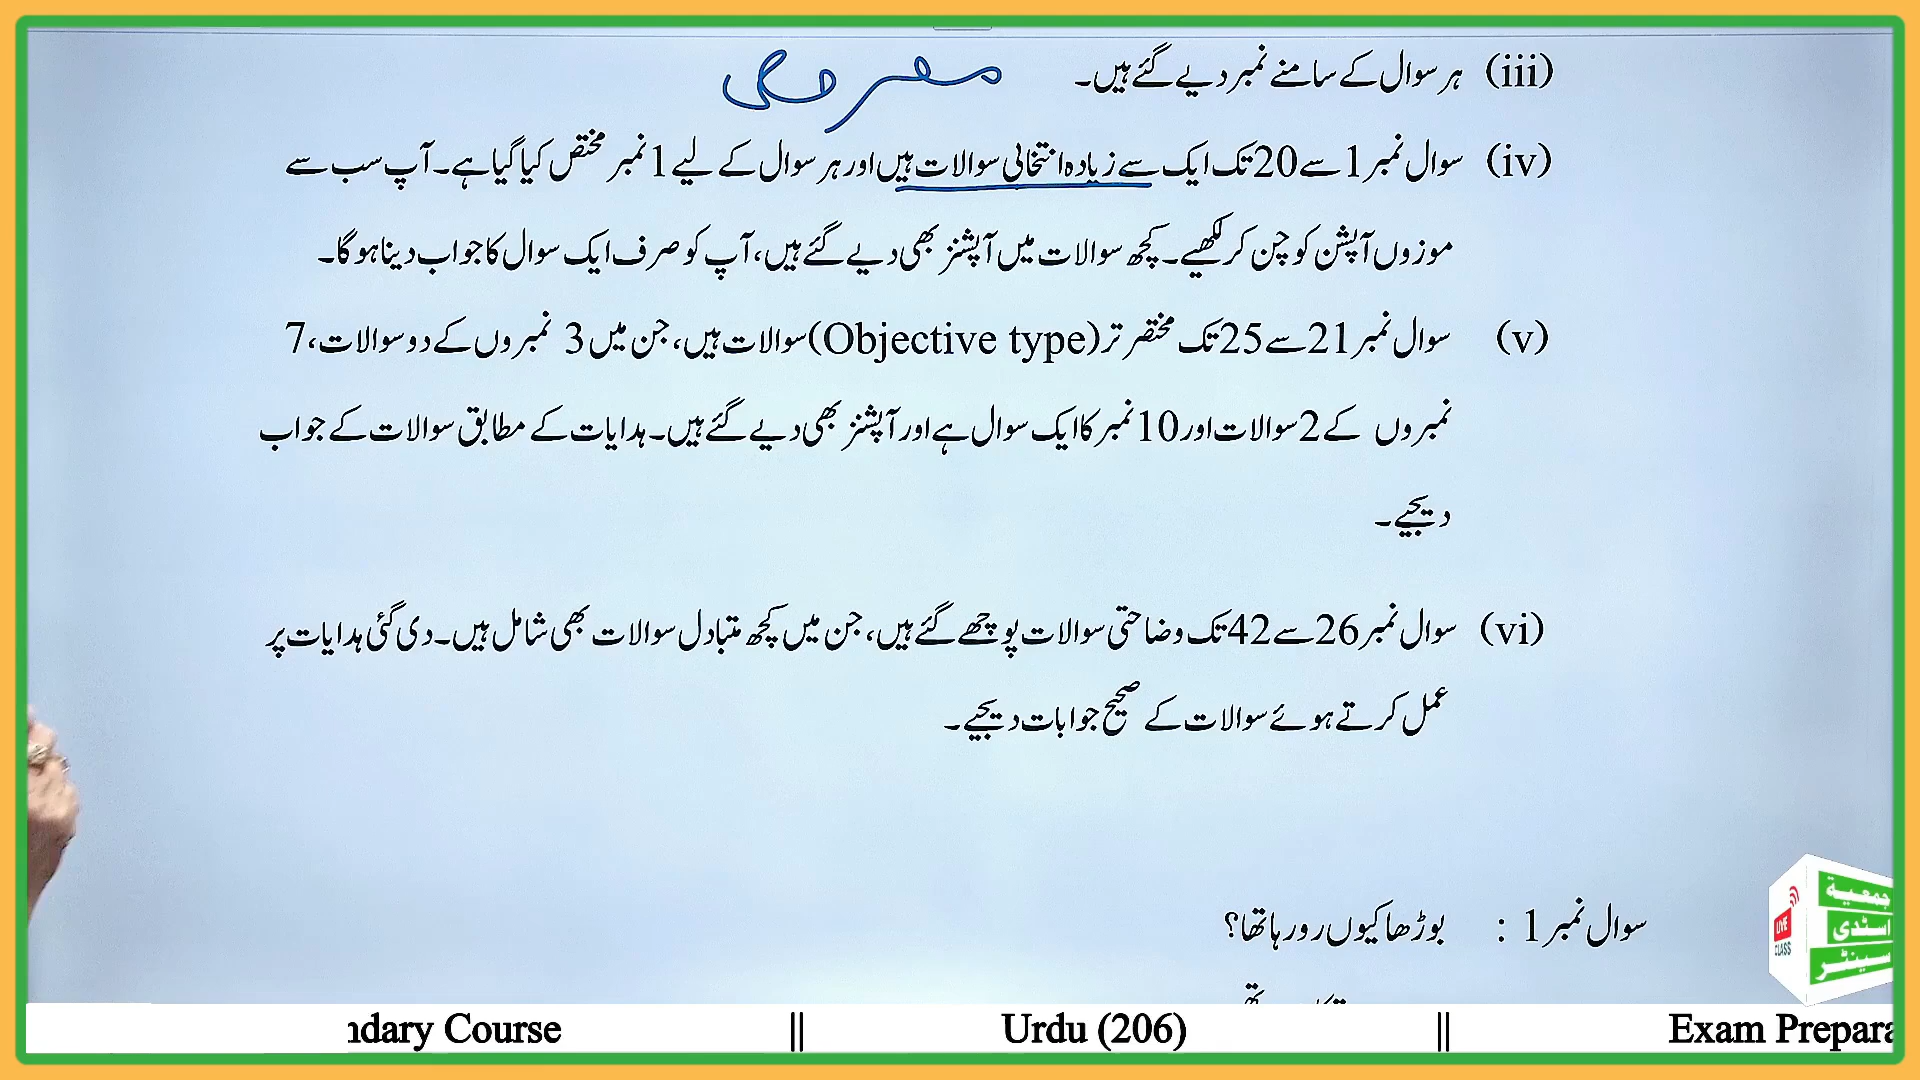 (iii) ہر سوال کے سامنے نمبر دیے گئے ہیں۔ معروضی
(iv) سوال نمبر 1 سے 20 تک ایک سے زیادہ انتخابی سوالات ہیں اور ہر سوال کے لیے 1 نمبر مختص کیا گیا ہے۔ آپ سب سے
موزوں آپشن کو چن کر لکھیے۔ کچھ سوالات میں آپشنز بھی دیے گئے ہیں، آپ کو صرف ایک سوال کا جواب دینا ہوگا۔
(v) سوال نمبر 21 سے 25 تک مختصر تر (Objective type) سوالات ہیں، جن میں 3 نمبروں کے دو سوالات، 7
نمبروں کے 2 سوالات اور 10 نمبر کا ایک سوال ہے اور آپشنز بھی دیے گئے ہیں۔ ہدایات کے مطابق سوالات کے جواب
دیجیے۔
(vi) سوال نمبر 26 سے 42 تک وضاحتی سوالات پوچھے گئے ہیں، جن میں کچھ متبادل سوالات بھی شامل ہیں۔ دی گئی ہدایات پر
عمل کرتے ہوئے سوالات کے صحیح جوابات دیجیے۔
سوال نمبر 1 : بوڑھا کیوں رو رہا تھا؟
جمعیة
اسٹڈی
سینٹر
LIVE
CLASS
ndary Course || Urdu (206) || Exam Prepara